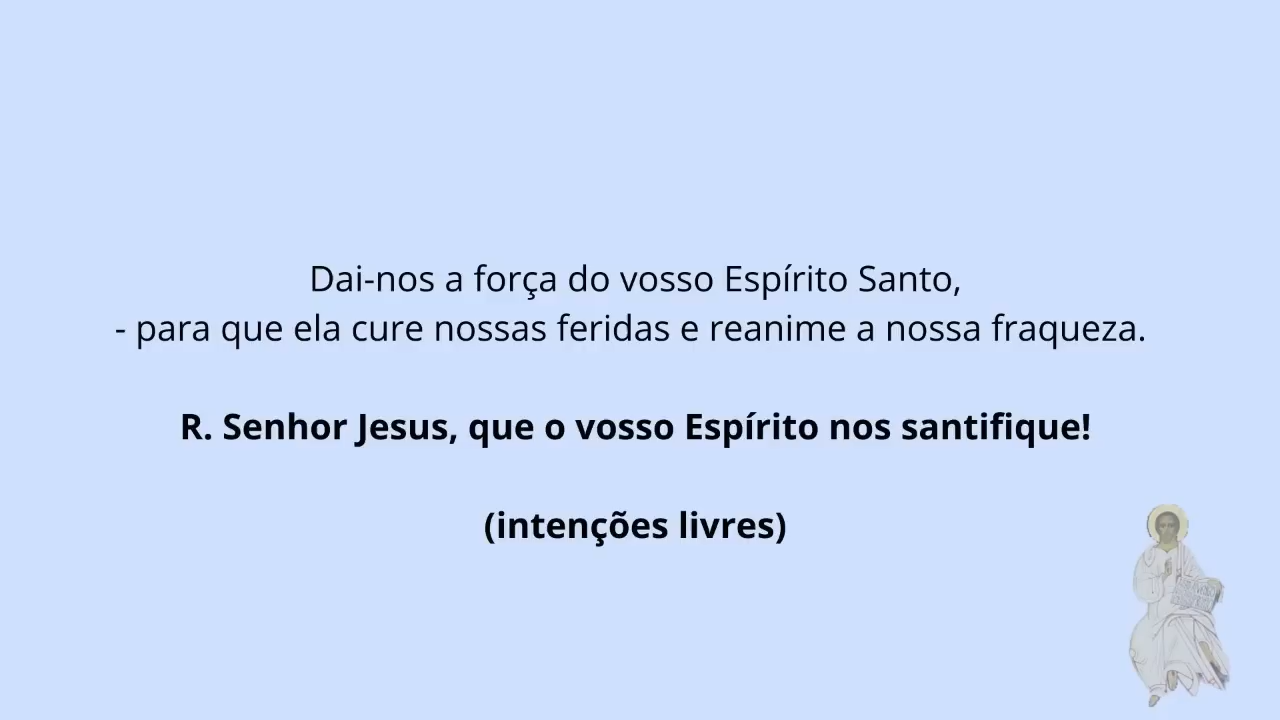 Dai-nos a força do vosso Espírito Santo,
- para que ela cure nossas feridas e reanime a nossa fraqueza.
R. Senhor Jesus, que o vosso Espírito nos santifique!
(intenções livres)